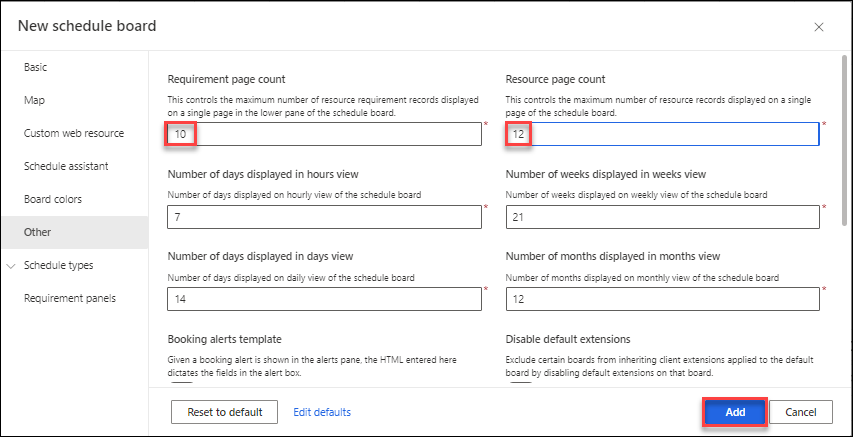 New schedule board
Basic
Map
Custom web resource
Schedule assistant
Board colors
Other
Schedule types
Requirement panels
Requirement page count
This controls the maximum number of resource requirement records displayed
on a single page in the lower pane of the schedule board.
10
*
Resource page count
This controls the maximum number of resource records displayed on a single
page of the schedule board.
12
*
Number of days displayed in hours view
Number of days displayed on hourly view of the schedule board
7
*
Number of weeks displayed in weeks view
Number of weeks displayed on weekly view of the schedule board
21
*
Number of days displayed in days view
Number of days displayed on daily view of the schedule board
14
*
Number of months displayed in months view
Number of months displayed on monthly view of the schedule board
12
*
Booking alerts template
Given a booking alert is shown in the alerts pane, the HTML entered here
dictates the fields in the alert box.
Disable default extensions
Exclude certain boards from inheriting client extensions applied to the default
board by disabling default extensions on that board.
Reset to default
Edit defaults
Add
Cancel